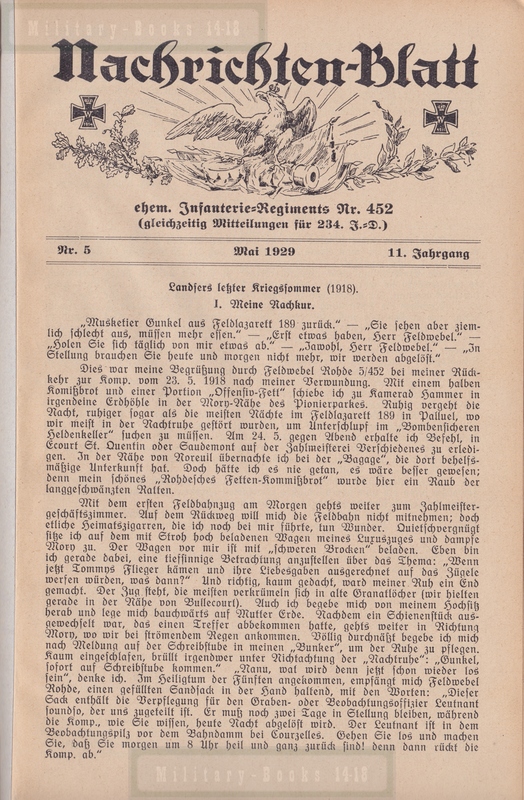 Military-Books 14-18
Nachrichten-Blatt
ehem. Infanterie-Regiments Nr. 452
(gleichzeitig Mitteilungen für 234. J.=D.)
Nr. 5 Mai 1929 11. Jahrgang
Landsers letzter Kriegssommer (1918).
I. Meine Nachkur.
„Musketier Gunkel aus Feldlazarett 189 zurück.“ — „Sie sehen aber ziem-
lich schlecht aus, müssen mehr essen.“ — „Erst etwas haben, Herr Feldwebel.“ —
„Holen Sie sich täglich von mir etwas ab.“ — „Jawohl, Herr Feldwebel.“ — „In
Stellung brauchen Sie heute und morgen nicht mehr, wir werden abgelöst.“
Dies war meine Begrüßung durch Feldwebel Rohde 5/452 bei meiner Rück-
kehr zur Komp. vom 23. 5. 1918 nach meiner Verwundung. Mit einem halben
Komißbrot und einer Portion „Offensiv-Fett“ schiebe ich zu Kamerad Hammer in
irgendeine Erdhöhle in der Mory-Nähe des Pionierparkes. Ruhig vergeht die
Nacht, ruhiger sogar als die meisten Nächte im Feldlazarett 189 in Palluel, wo
wir meist in der Nachtruhe gestört wurden, um Unterschlupf im „Bombensicheren
Heldenkeller“ suchen zu müssen. Am 24. 5. gegen Abend erhalte ich Befehl, in
Ecourt St. Quentin oder Saudemont auf der Zahlmeisterei Verschiedenes zu erledi-
gen. In der Nähe von Noreuil übernachte ich bei der „Bagage“, die dort behelfs-
mäßige Unterkunft hat. Doch hätte ich es nie getan, es wäre besser gewesen;
denn mein schönes „Rohdesches Fetten-Kommißbrot“ wurde hier ein Raub der
langgeschwänzten Ratten.
Mit dem ersten Feldbahnzug am Morgen gehts weiter zum Zahlmeister-
geschäftszimmer. Auf dem Rückweg will mich die Feldbahn nicht mitnehmen; doch
etliche Heimatszigarren, die ich noch bei mir führte, tun Wunder. Quietschvergnügt
sitze ich auf dem mit Stroh hoch beladenen Wagen meines Luxuszuges und dampfe
Mory zu. Der Wagen vor mir ist mit „schweren Brocken“ beladen. Eben bin
ich gerade dabei, eine tiefsinnige Betrachtung anzustellen über das Thema: „Wenn
jetzt Tommys Flieger kämen und ihre Liebesgaben ausgerechnet auf das Zügele
werfen würden, was dann?“ Und richtig, kaum gedacht, ward meiner Ruh ein End
gemacht. Der Zug steht, die meisten verkrümeln sich in alte Granatlöcher (wir hielten
gerade in der Nähe von Bullecourt). Auch ich begebe mich von meinem Hochsitz
herab und lege mich bauchwärts auf Mutter Erde. Nachdem ein Schienenstück aus-
gewechselt war, das einen Treffer abbekommen hatte, gehts weiter in Richtung
Mory, wo wir bei strömendem Regen ankommen. Völlig durchnäßt begebe ich mich
nach Meldung auf der Schreibstube in meinen „Bunker“, um der Ruhe zu pflegen.
Kaum eingeschlafen, brüllt irgendwer unter Nichtachtung der „Nachtruhe“: „Gunkel,
sofort auf Schreibstube kommen.“ „Nanu, wat wird denn jetzt schon wieder los
sein“, denke ich. Im Heiligtum der Fünften angekommen, empfängt mich Feldwebel
Rohde, einen gefüllten Sandsack in der Hand haltend, mit den Worten: „Dieser
Sack enthält die Verpflegung für den Graben- oder Beobachtungsoffizier Leutnant
soundso, der uns zugeteilt ist. Er muß noch zwei Tage in Stellung bleiben, während
die Komp., wie Sie wissen, heute Nacht abgelöst wird. Der Leutnant ist in dem
Beobachtungspilz vor dem Bahndamm bei Courzelles. Gehen Sie los und machen
Sie, daß Sie morgen um 8 Uhr heil und ganz zurück sind! denn dann rückt die
Komp. ab.“
Military-Books 14-18